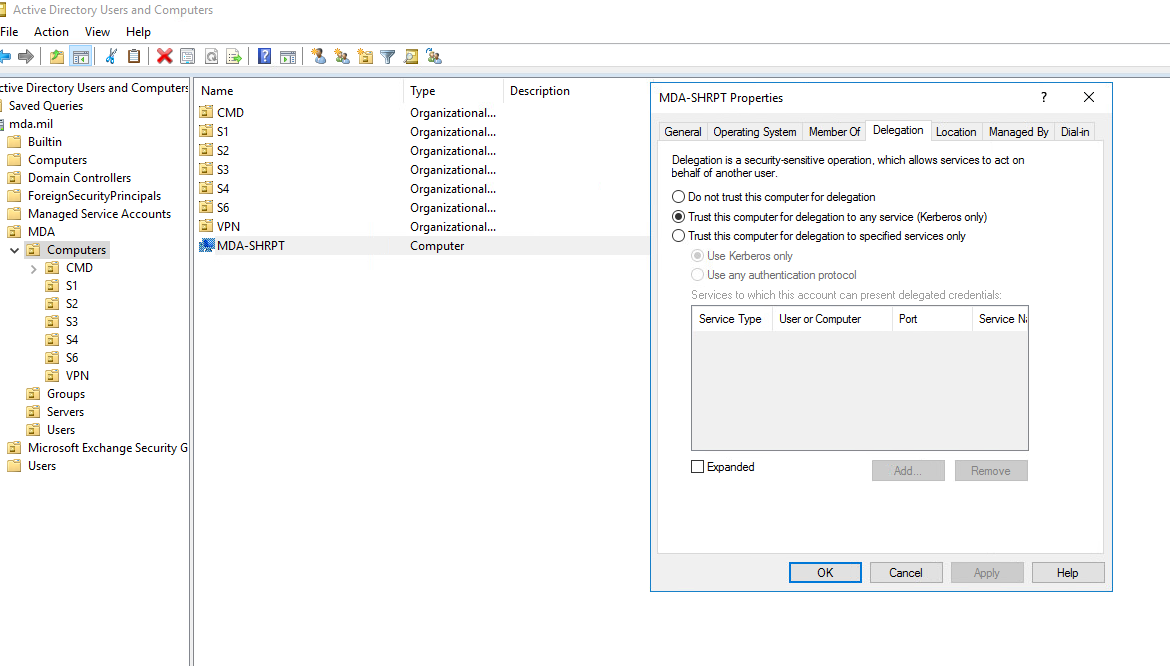 Active Directory Users and Computers
File Action View Help
ctive Directory Users and Computers
Saved Queries
mda.mil
Builtin
Computers
Domain Controllers
ForeignSecurityPrincipals
Managed Service Accounts
MDA
Computers
CMD
S1
S2
S3
S4
S6
VPN
Groups
Servers
Users
Microsoft Exchange Security G
Users
Name Type Description
CMD Organizational...
S1 Organizational...
S2 Organizational...
S3 Organizational...
S4 Organizational...
S6 Organizational...
VPN Organizational...
MDA-SHRPT Computer
MDA-SHRPT Properties
General Operating System Member Of Delegation Location Managed By Dial-in
Delegation is a security-sensitive operation, which allows services to act on
behalf of another user.
Do not trust this computer for delegation
Trust this computer for delegation to any service (Kerberos only)
Trust this computer for delegation to specified services only
Use Kerberos only
Use any authentication protocol
Services to which this account can present delegated credentials:
Service Type User or Computer Port Service Na
Expanded Add... Remove
OK Cancel Apply Help